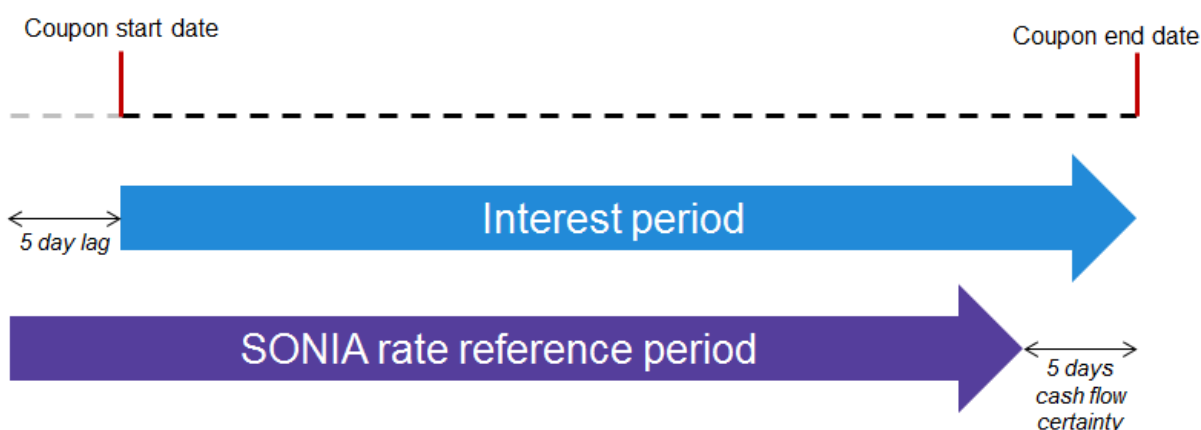 Coupon start date
Coupon end date
Interest period
5 day lag
SONIA rate reference period
5 days
cash flow
certainty